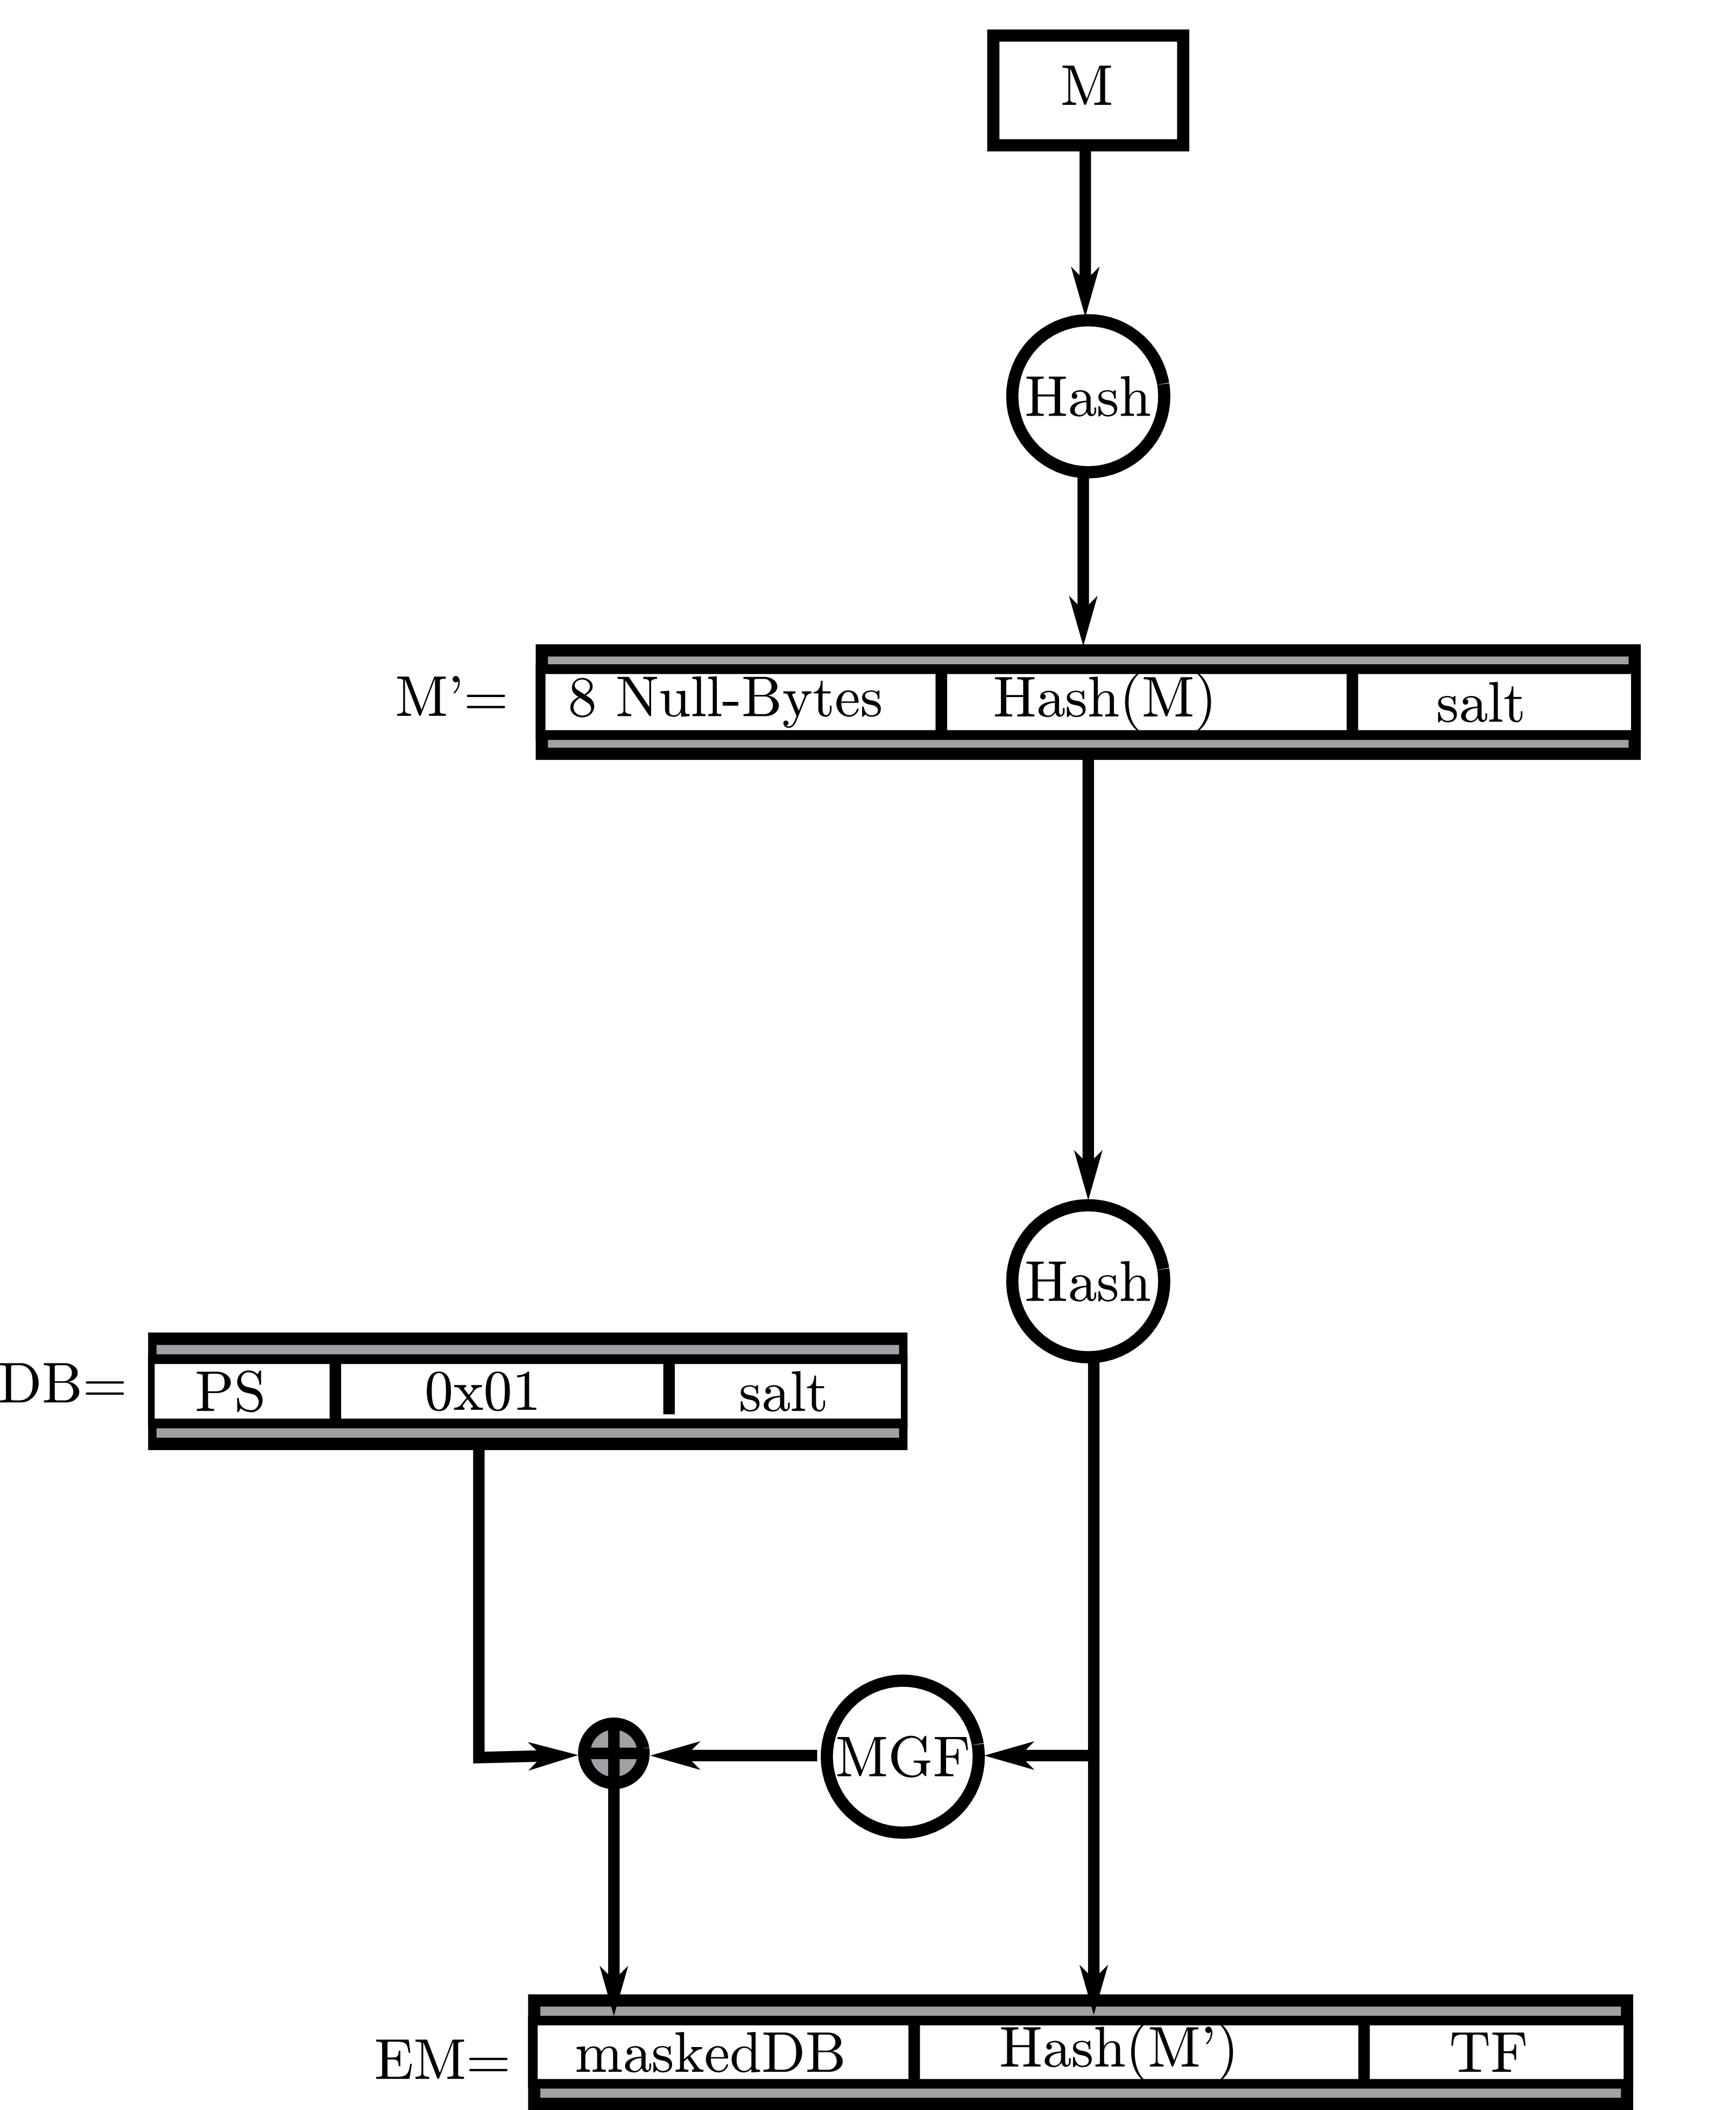 M
Hash
M'= 8 Null-Bytes Hash(M) salt
Hash
DB= PS 0x01 salt
MGF
EM= maskedDB Hash(M') TF